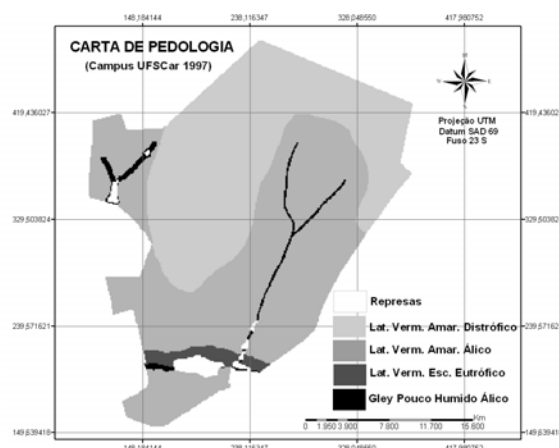 148,184144 238,116347 328,048550 417,980752
CARTA DE PEDOLOGIA
(Campus UFSCar 1997)
N
W E
S
419,436027 419,436027
Projeção UTM
Datum SAD 69
Fuso 23 S
329,503824 329,503824
239,571621 239,571621
Represas
Lat. Verm. Amar. Distrófico
Lat. Verm. Amar. Álico
Lat. Verm. Esc. Eutrófico
Gley Pouco Humido Álico
Km
0 1.950 3.900 7.800 11.700 15.600
149,639418 149,639418
148,184144 238,116347 328,048550 417,980752